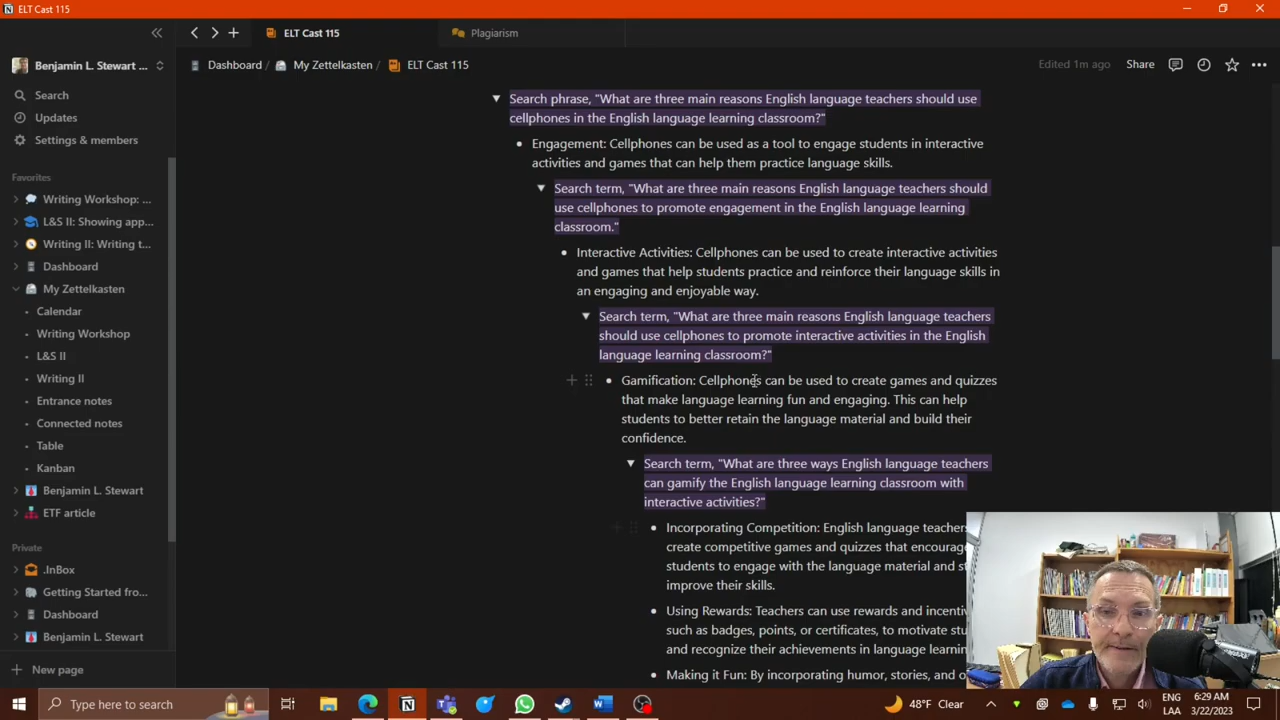 ELT Cast 115
ELT Cast 115
Plagiarism
Benjamin L. Stewart ...
Dashboard / My Zettelkasten / ELT Cast 115
Edited 1m ago
Share
Search
Updates
Settings & members
Favorites
Writing Workshop: ...
L&S II: Showing app...
Writing II: Writing t...
Dashboard
My Zettelkasten
Calendar
Writing Workshop
L&S II
Writing II
Entrance notes
Connected notes
Table
Kanban
Benjamin L. Stewart
ETF article
Private
.InBox
Getting Started fro...
Dashboard
Benjamin L. Stewart
New page
Search phrase, "What are three main reasons English language teachers should use
cellphones in the English language learning classroom?"
Engagement: Cellphones can be used as a tool to engage students in interactive
activities and games that can help them practice language skills.
Search term, "What are three main reasons English language teachers should
use cellphones to promote engagement in the English language learning
classroom."
Interactive Activities: Cellphones can be used to create interactive activities
and games that help students practice and reinforce their language skills in
an engaging and enjoyable way.
Search term, "What are three main reasons English language teachers
should use cellphones to promote interactive activities in the English
language learning classroom?"
Gamification: Cellphones can be used to create games and quizzes
that make language learning fun and engaging. This can help
students to better retain the language material and build their
confidence.
Search term, "What are three ways English language teachers
can gamify the English language learning classroom with
interactive activities?"
Incorporating Competition: English language teachers
create competitive games and quizzes that encourage
students to engage with the language material and
improve their skills.
Using Rewards: Teachers can use rewards and
such as badges, points, or certificates, to motivate
and recognize their achievements in language
Making it Fun: By incorporating humor, stories, and
Type here to search
48°F Clear
ENG
LAA
6:29 AM
3/22/2023